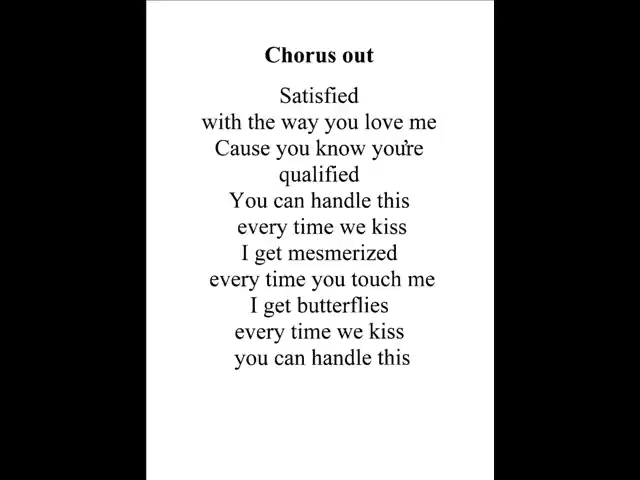 Chorus out
Satisfied
with the way you love me
Cause you know you're
qualified
You can handle this
every time we kiss
I get mesmerized
every time you touch me
I get butterflies
every time we kiss
you can handle this